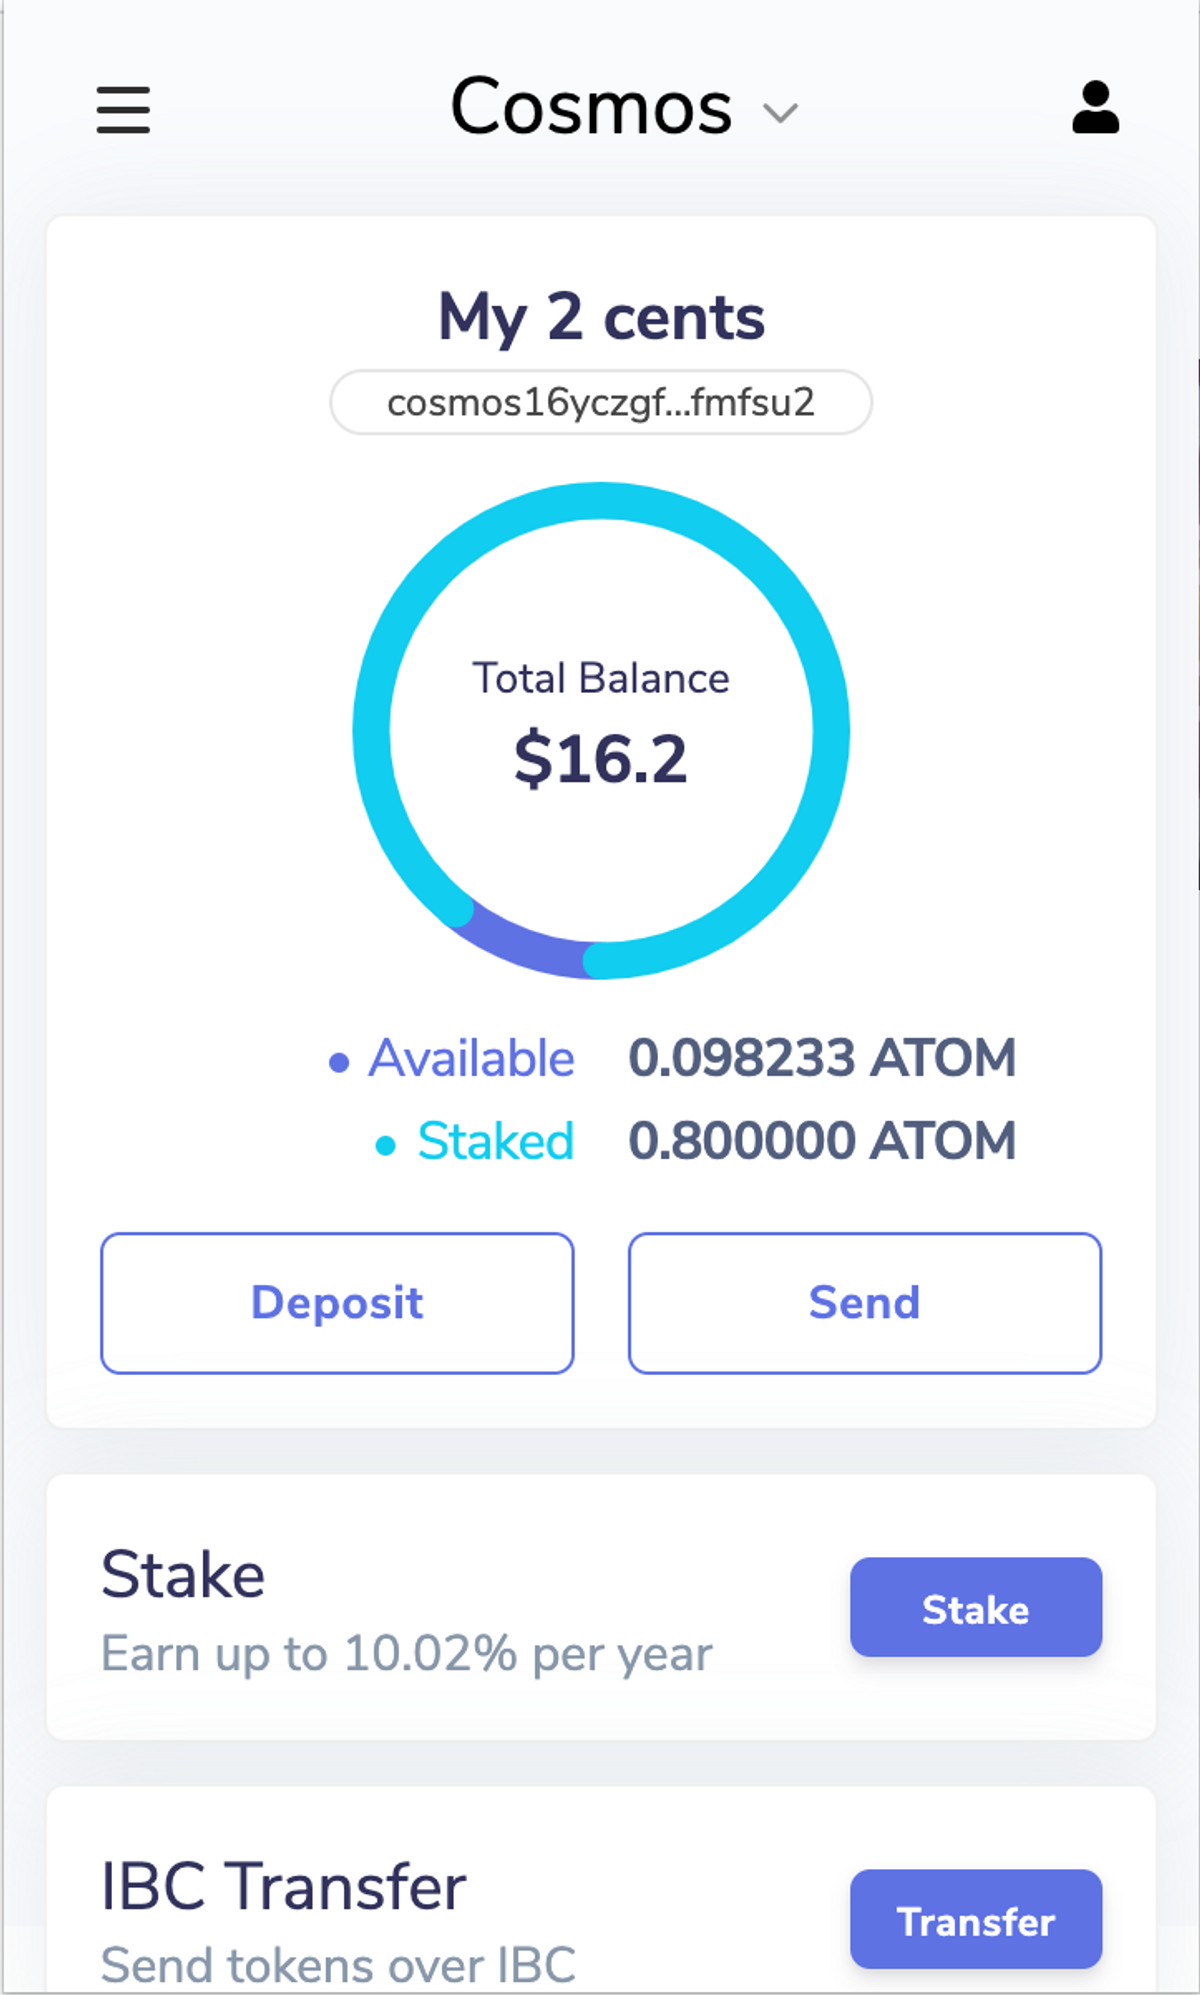 Cosmos
My 2 cents
cosmos16yczgf...fmfsu2
Total Balance
$16.2
Available 0.098233 ATOM
Staked 0.800000 ATOM
Deposit Send
Stake
Stake
Earn up to 10.02% per year
IBC Transfer
Transfer
Send tokens over IBC